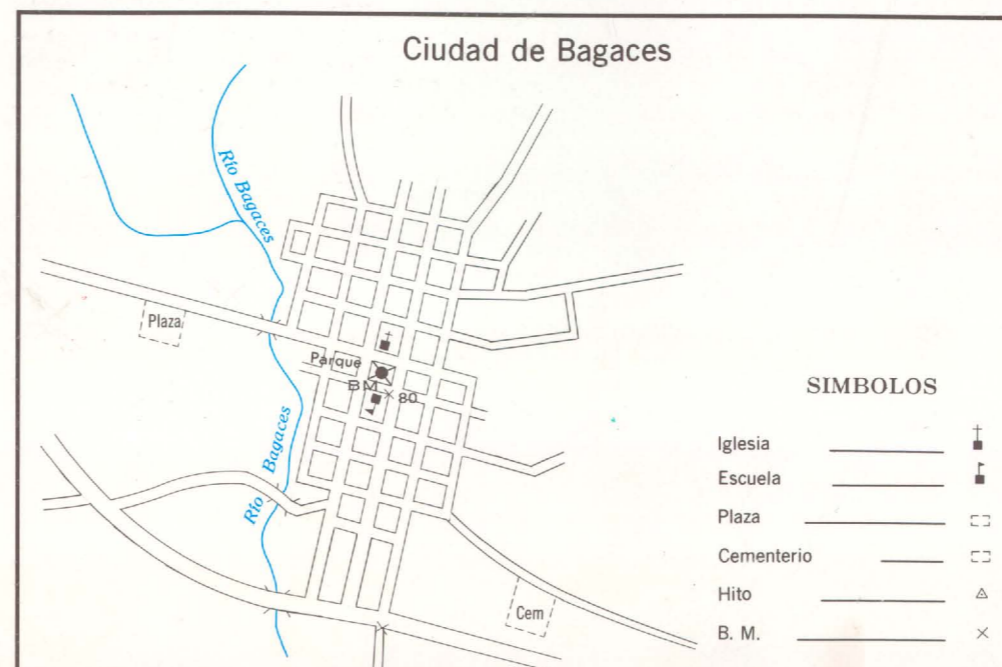 Ciudad de Bagaces
Río Bagaces
Plaza
Parque
BM
80
Río Bagaces
Cem
SIMBOLOS
Iglesia
Escuela
Plaza
Cementerio
Hito
B. M.